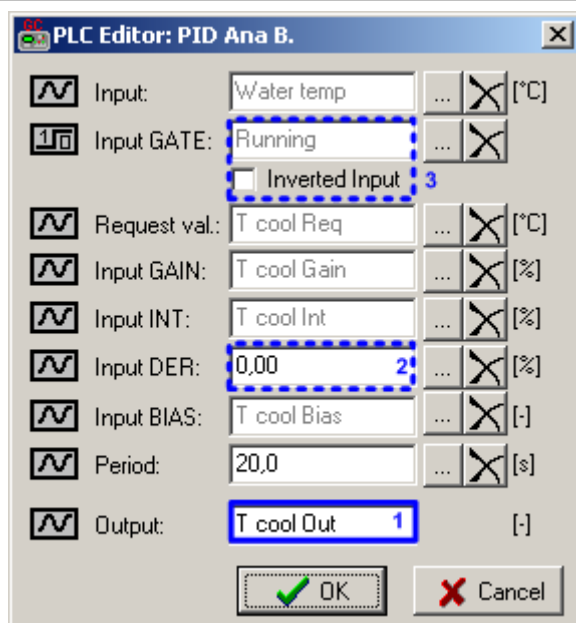 GC PLC Editor: PID Ana B.
Input: Water temp ... [°C]
10 Input GATE: Running ...
Inverted Input 3
Request val.: T cool Req ... [°C]
Input GAIN: T cool Gain ... [%]
Input INT: T cool Int ... [%]
Input DER: 0,00 2 ... [%]
Input BIAS: T cool Bias ... [-]
Period: 20,0 ... [s]
Output: T cool Out 1 [-]
OK Cancel